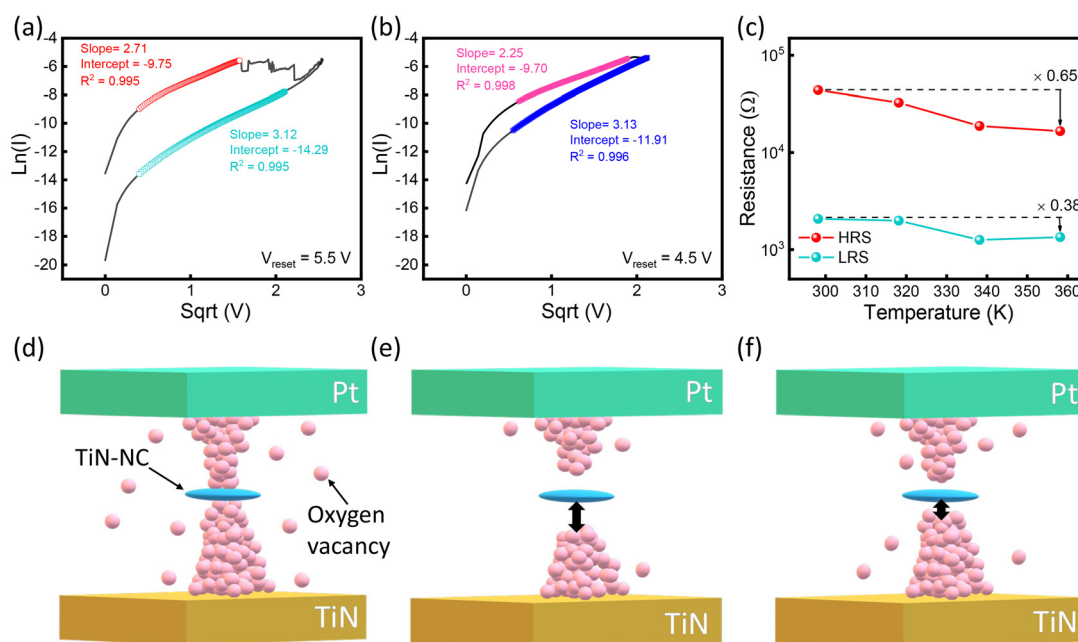 (a)
Ln(I)
-4
-6
-8
-10
-12
-14
-16
-18
-20
Slope= 2.71
Intercept = -9.75
R² = 0.995
Slope= 3.12
Intercept = -14.29
R² = 0.995
V_reset = 5.5 V
0
1
2
3
Sqrt (V)
(b)
Ln(I)
-4
-6
-8
-10
-12
-14
-16
-18
-20
Slope= 2.25
Intercept = -9.70
R² = 0.998
Slope= 3.13
Intercept = -11.91
R² = 0.996
V_reset = 4.5 V
0
1
2
3
Sqrt (V)
(c)
Resistance (Ω)
10⁵
10⁴
10³
× 0.65
× 0.38
HRS
LRS
300 310 320 330 340 350 360
Temperature (K)
(d)
Pt
TiN-NC
Oxygen
vacancy
TiN
(e)
Pt
TiN
(f)
Pt
TiN